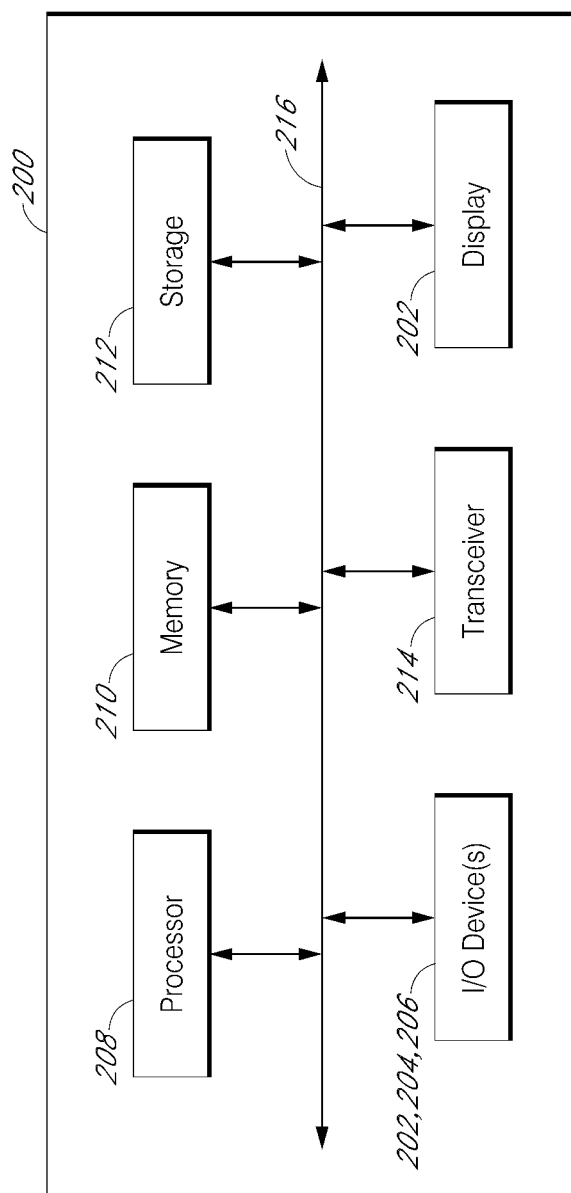 200
208
Processor
210
Memory
212
Storage
216
202, 204, 206
I/O Device(s)
214
Transceiver
202
Display